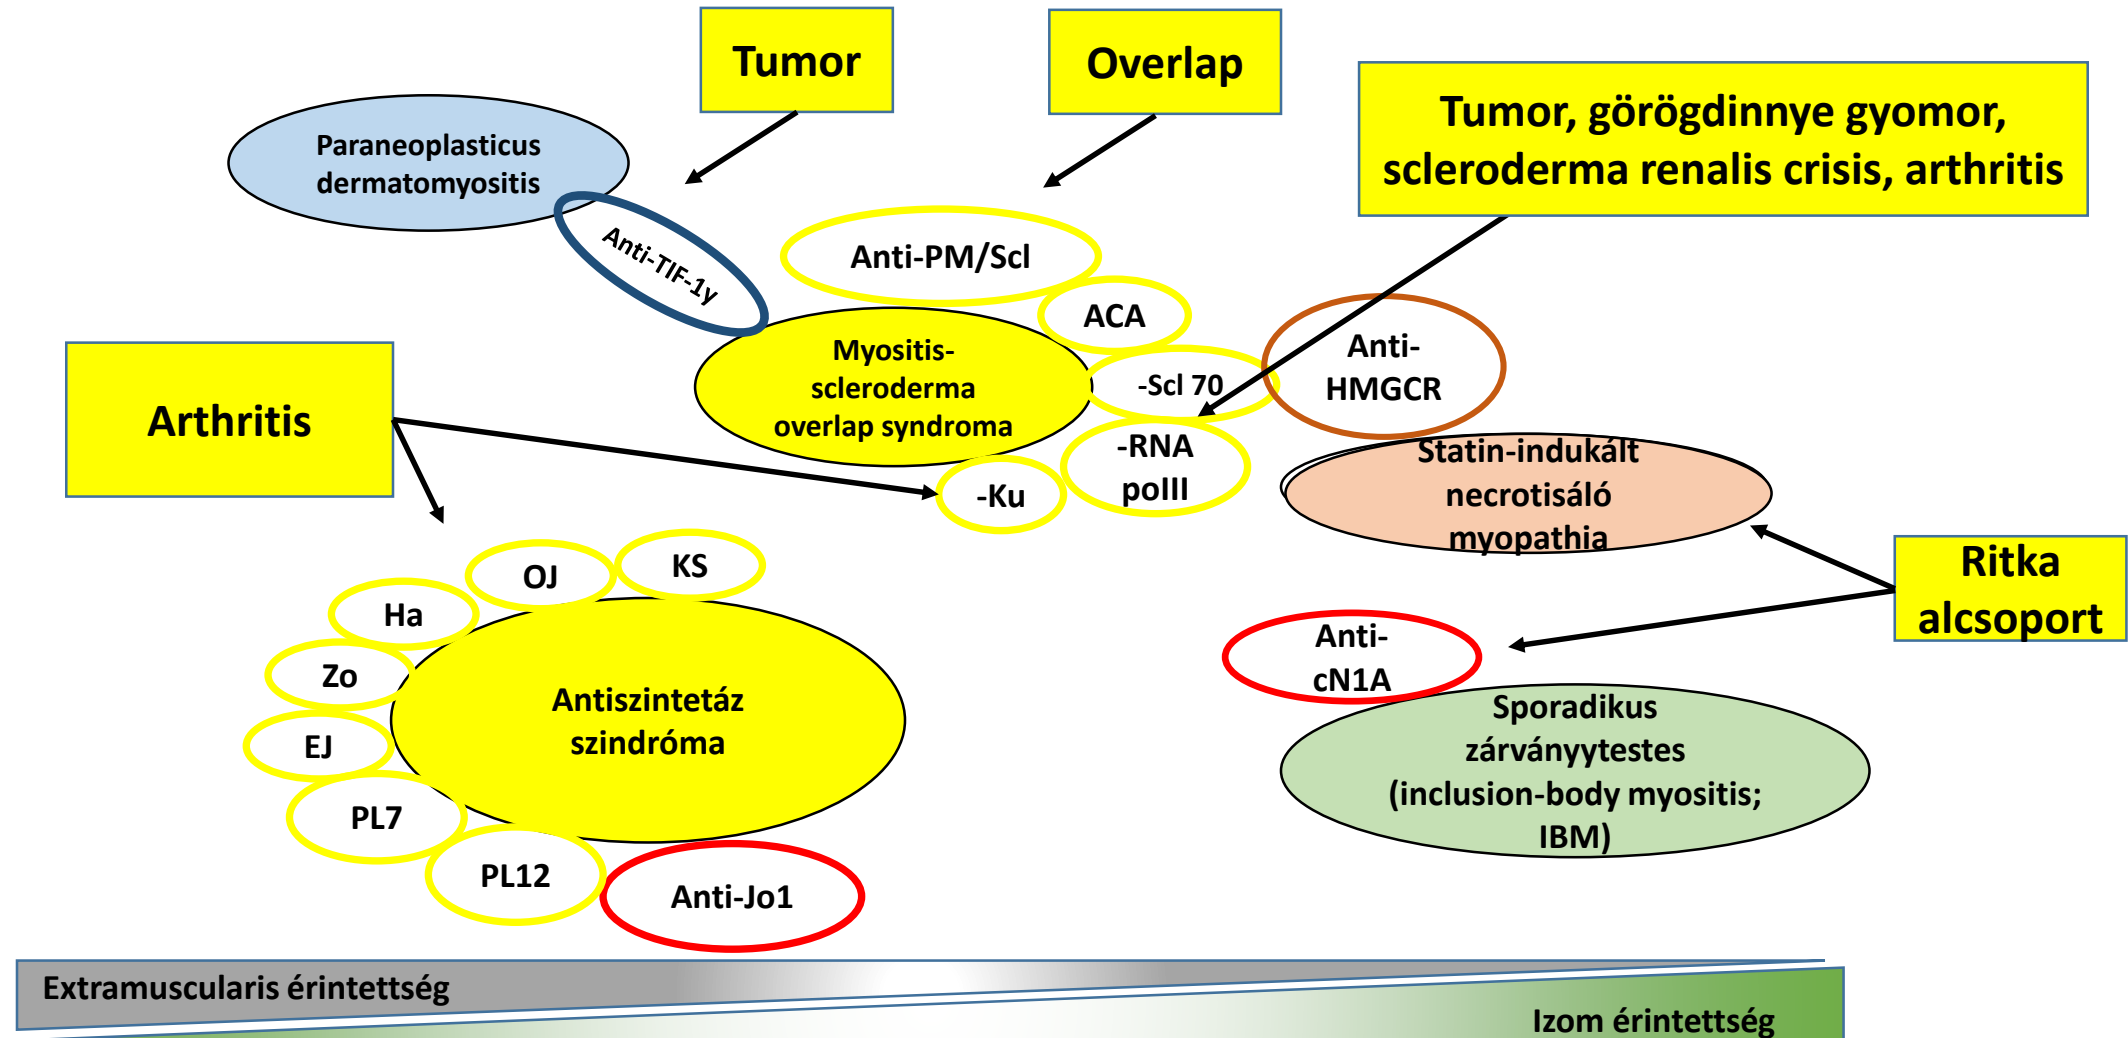 Tumor
Overlap
Tumor, görögdinnye gyomor,
scleroderma renalis crisis, arthritis
Paraneoplasticus
dermatomyositis
Anti-TIF-1y
Anti-PM/Scl
ACA
Myositis-
scleroderma
overlap syndroma
-Scl 70
Anti-
HMGCR
Arthritis
-RNA
polII
-Ku
Statin-indukált
necrotisáló
myopathia
Ritka
alcsoport
OJ
KS
Ha
Zo
EJ
PL7
PL12
Anti-Jo1
Antiszintetáz
szindróma
Anti-
cN1A
Sporadikus
zárványytestes
(inclusion-body myositis;
IBM)
Extramuscularis érintettség
Izom érintettség